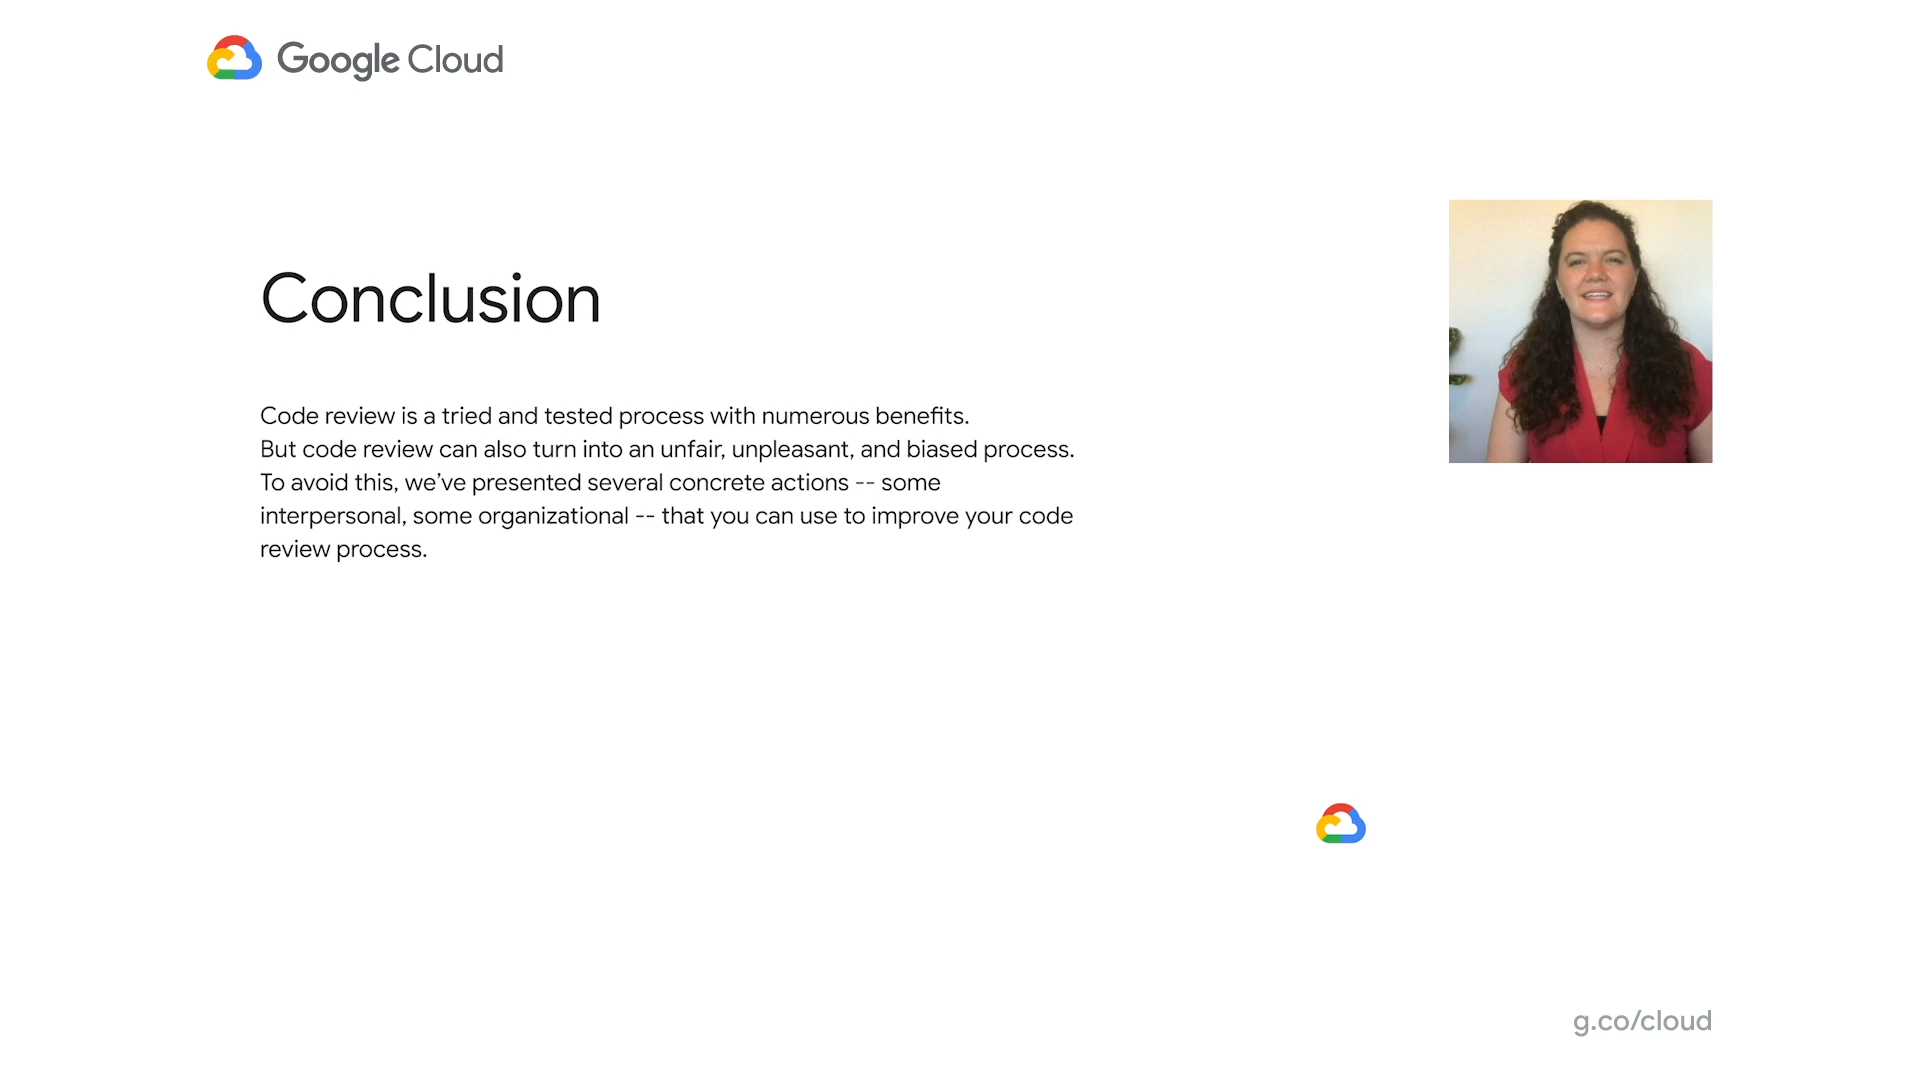 Google Cloud
Conclusion
Code review is a tried and tested process with numerous benefits.
But code review can also turn into an unfair, unpleasant, and biased process.
To avoid this, we’ve presented several concrete actions -- some
interpersonal, some organizational -- that you can use to improve your code
review process.
g.co/cloud